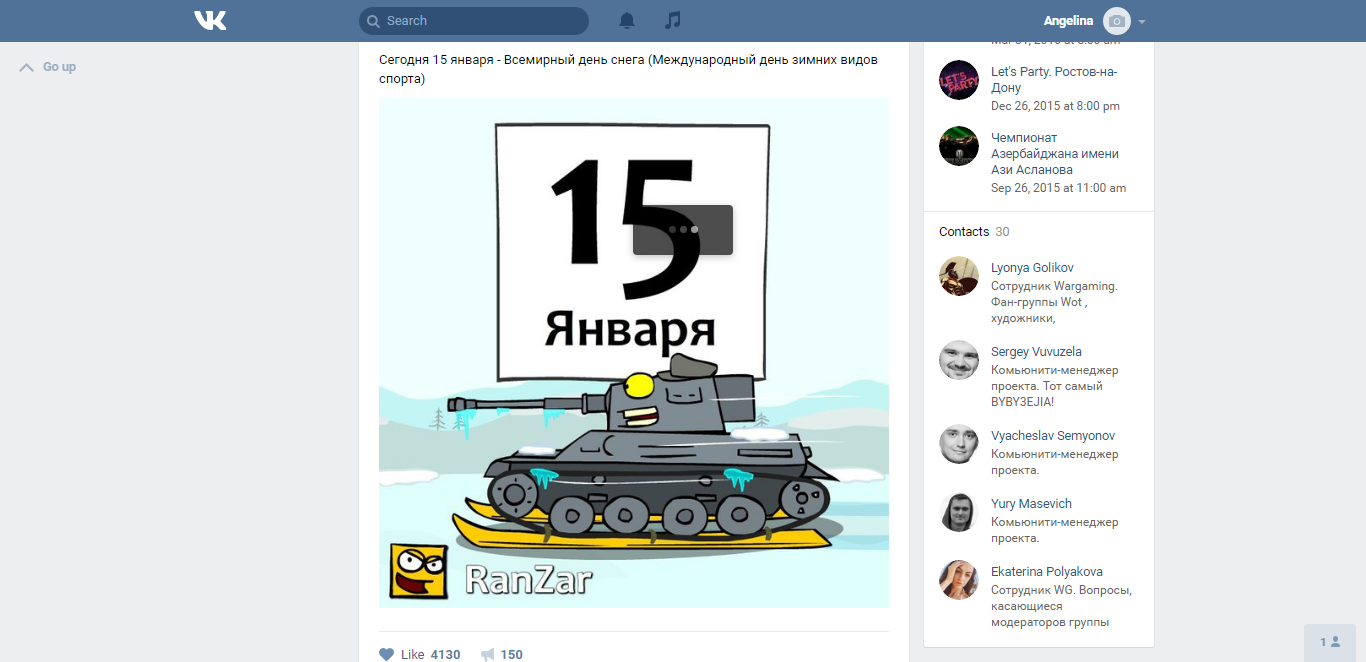 Search
Angelina
Go up
Сегодня 15 января - Всемирный день снега (Международный день зимних видов
спорта)
15
Января
RanZar
Like 4130
150
Let's Party. Ростов-на-
Дону
Dec 26, 2015 at 8:00 pm
LET'S
PARTY
Чемпионат
Азербайджана имени
Ази Асланова
Sep 26, 2015 at 11:00 am
Contacts 30
Lyonya Golikov
Сотрудник Wargaming.
Фан-группы Wot ,
художники,
Sergey Vuvuzela
Комьюнити-менеджер
проекта. Тот самый
BYBY3EJIA!
Vyacheslav Semyonov
Комьюнити-менеджер
проекта.
Yury Masevich
Комьюнити-менеджер
проекта.
Ekaterina Polyakova
Сотрудник WG. Вопросы,
касающиеся
модераторов группы
1